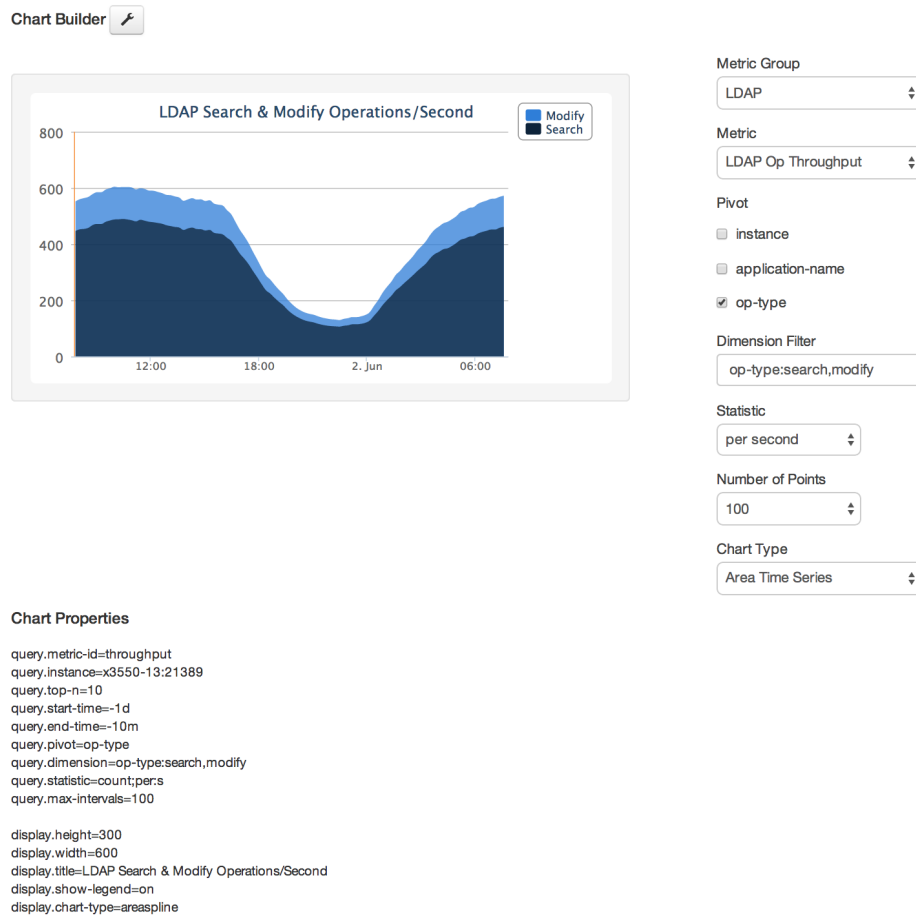 Chart Builder
LDAP Search & Modify Operations/Second
Modify
Search
800
600
400
200
0
12:00
18:00
2. Jun
06:00
Metric Group
LDAP
Metric
LDAP Op Throughput
Pivot
instance
application-name
op-type
Dimension Filter
op-type:search,modify
Statistic
per second
Number of Points
100
Chart Type
Area Time Series
Chart Properties
query.metric-id=throughput
query.instance=x3550-13:21389
query.top-n=10
query.start-time=-1d
query.end-time=-10m
query.pivot=op-type
query.dimension=op-type:search,modify
query.statistic=count;per:s
query.max-intervals=100
display.height=300
display.width=600
display.title=LDAP Search & Modify Operations/Second
display.show-legend=on
display.chart-type=areaspline